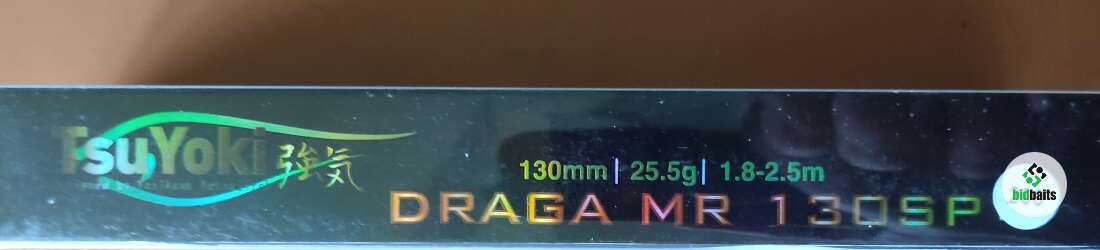 TsuYoki 強気
130mm | 25.5g | 1.8-2.5m
DRAGA MR 130SP
bidbaits